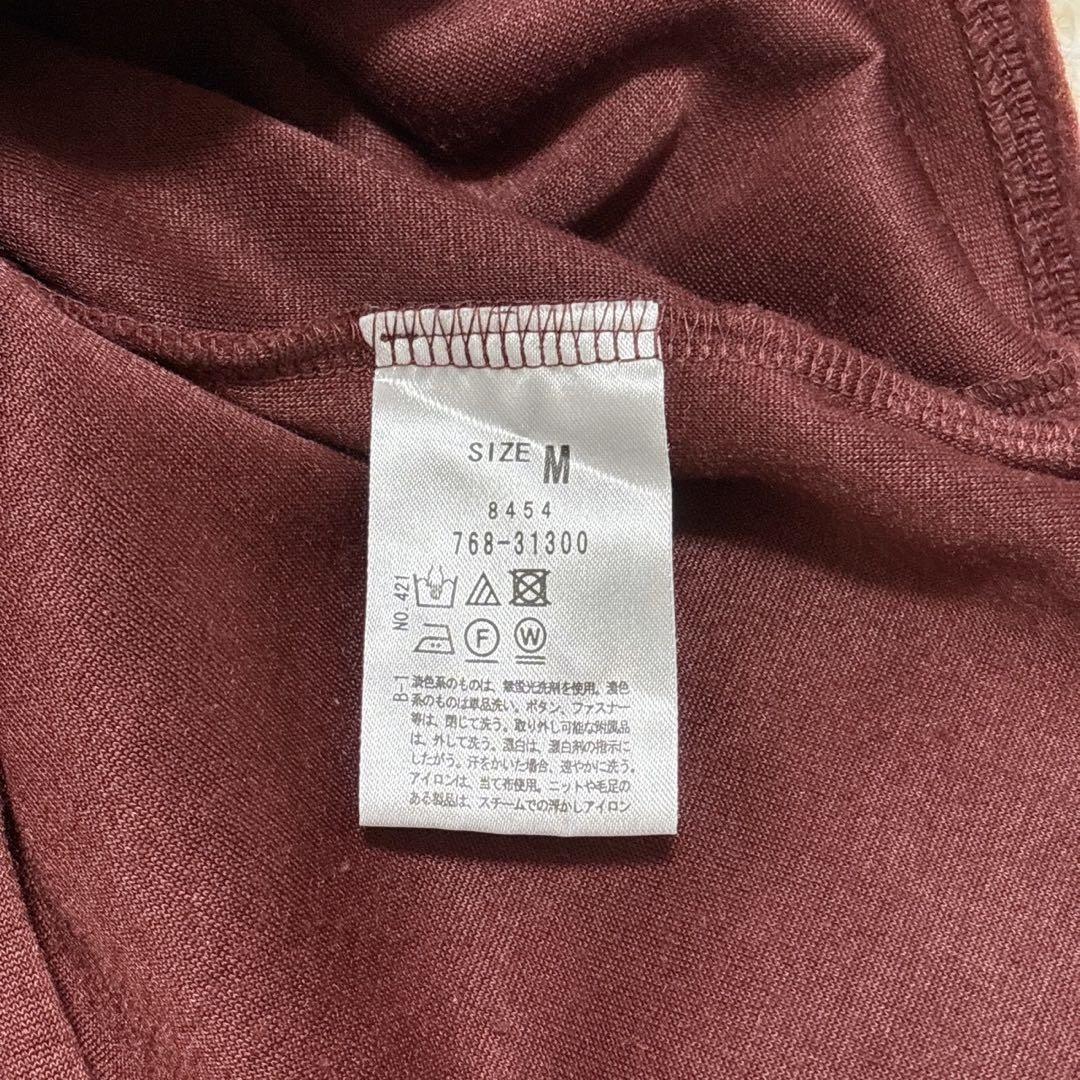 SIZE M
8454
768-31300
NO.421
F W
B-1
淡色系のものは、無蛍光洗剤を使用。濃色
系のものは単品洗い。ボタン、ファスナー
等は、閉じて洗う。取り外し可能な附属品
は、外して洗う。漂白は、漂白剤の指示に
したがう。汗をかいた場合、速やかに洗う。
アイロンは、当て布使用。ニットや毛足の
ある製品は、スチームでの浮かしアイロン